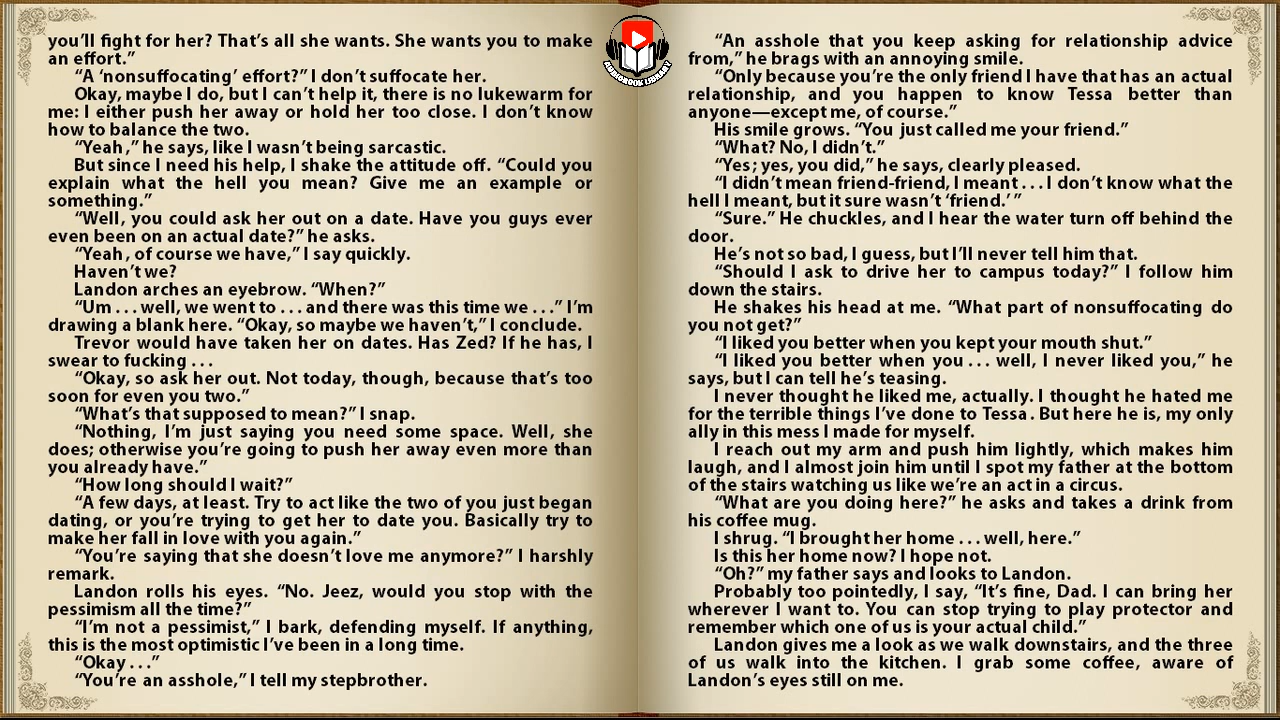 you’ll fight for her? That’s all she wants. She wants you to make
an effort.”
“A ‘nonsuffocating’ effort?” I don’t suffocate her.
Okay, maybe I do, but I can’t help it, there is no lukewarm for
me: I either push her away or hold her too close. I don’t know
how to balance the two.
“Yeah,” he says, like I wasn’t being sarcastic.
But since I need his help, I shake the attitude off. “Could you
explain what the hell you mean? Give me an example or
something.”
“Well, you could ask her out on a date. Have you guys ever
even been on an actual date?” he asks.
“Yeah, of course we have,” I say quickly.
Haven’t we?
Landon arches an eyebrow. “When?”
“Um . . . well, we went to . . . and there was this time we . . .” I’m
drawing a blank here. “Okay, so maybe we haven’t,” I conclude.
Trevor would have taken her on dates. Has Zed? If he has, I
swear to fucking . . .
“Okay, so ask her out. Not today, though, because that’s too
soon for even you two.”
“What’s that supposed to mean?” I snap.
“Nothing, I’m just saying you need some space. Well, she
does; otherwise you’re going to push her away even more than
you already have.”
“How long should I wait?”
“A few days, at least. Try to act like the two of you just began
dating, or you’re trying to get her to date you. Basically try to
make her fall in love with you again.”
“You’re saying that she doesn’t love me anymore?” I harshly
remark.
Landon rolls his eyes. “No. Jeez, would you stop with the
pessimism all the time?”
“I’m not a pessimist,” I bark, defending myself. If anything,
this is the most optimistic I’ve been in a long time.
“Okay . . .”
“You’re an asshole,” I tell my stepbrother.
AUDIOBOOK LIBRARY
“An asshole that you keep asking for relationship advice
from,” he brags with an annoying smile.
“Only because you’re the only friend I have that has an actual
relationship, and you happen to know Tessa better than
anyone—except me, of course.”
His smile grows. “You just called me your friend.”
“What? No, I didn’t.”
“Yes; yes, you did,” he says, clearly pleased.
“I didn’t mean friend-friend, I meant . . . I don’t know what the
hell I meant, but it sure wasn’t ‘friend.’ ”
“Sure.” He chuckles, and I hear the water turn off behind the
door.
He’s not so bad, I guess, but I’ll never tell him that.
“Should I ask to drive her to campus today?” I follow him
down the stairs.
He shakes his head at me. “What part of nonsuffocating do
you not get?”
“I liked you better when you kept your mouth shut.”
“I liked you better when you . . . well, I never liked you,” he
says, but I can tell he’s teasing.
I never thought he liked me, actually. I thought he hated me
for the terrible things I’ve done to Tessa. But here he is, my only
ally in this mess I made for myself.
I reach out my arm and push him lightly, which makes him
laugh, and I almost join him until I spot my father at the bottom
of the stairs watching us like we’re an act in a circus.
“What are you doing here?” he asks and takes a drink from
his coffee mug.
I shrug. “I brought her home . . . well, here.”
Is this her home now? I hope not.
“Oh?” my father says and looks to Landon.
Probably too pointedly, I say, “It’s fine, Dad. I can bring her
wherever I want to. You can stop trying to play protector and
remember which one of us is your actual child.”
Landon gives me a look as we walk downstairs, and the three
of us walk into the kitchen. I grab some coffee, aware of
Landon’s eyes still on me.